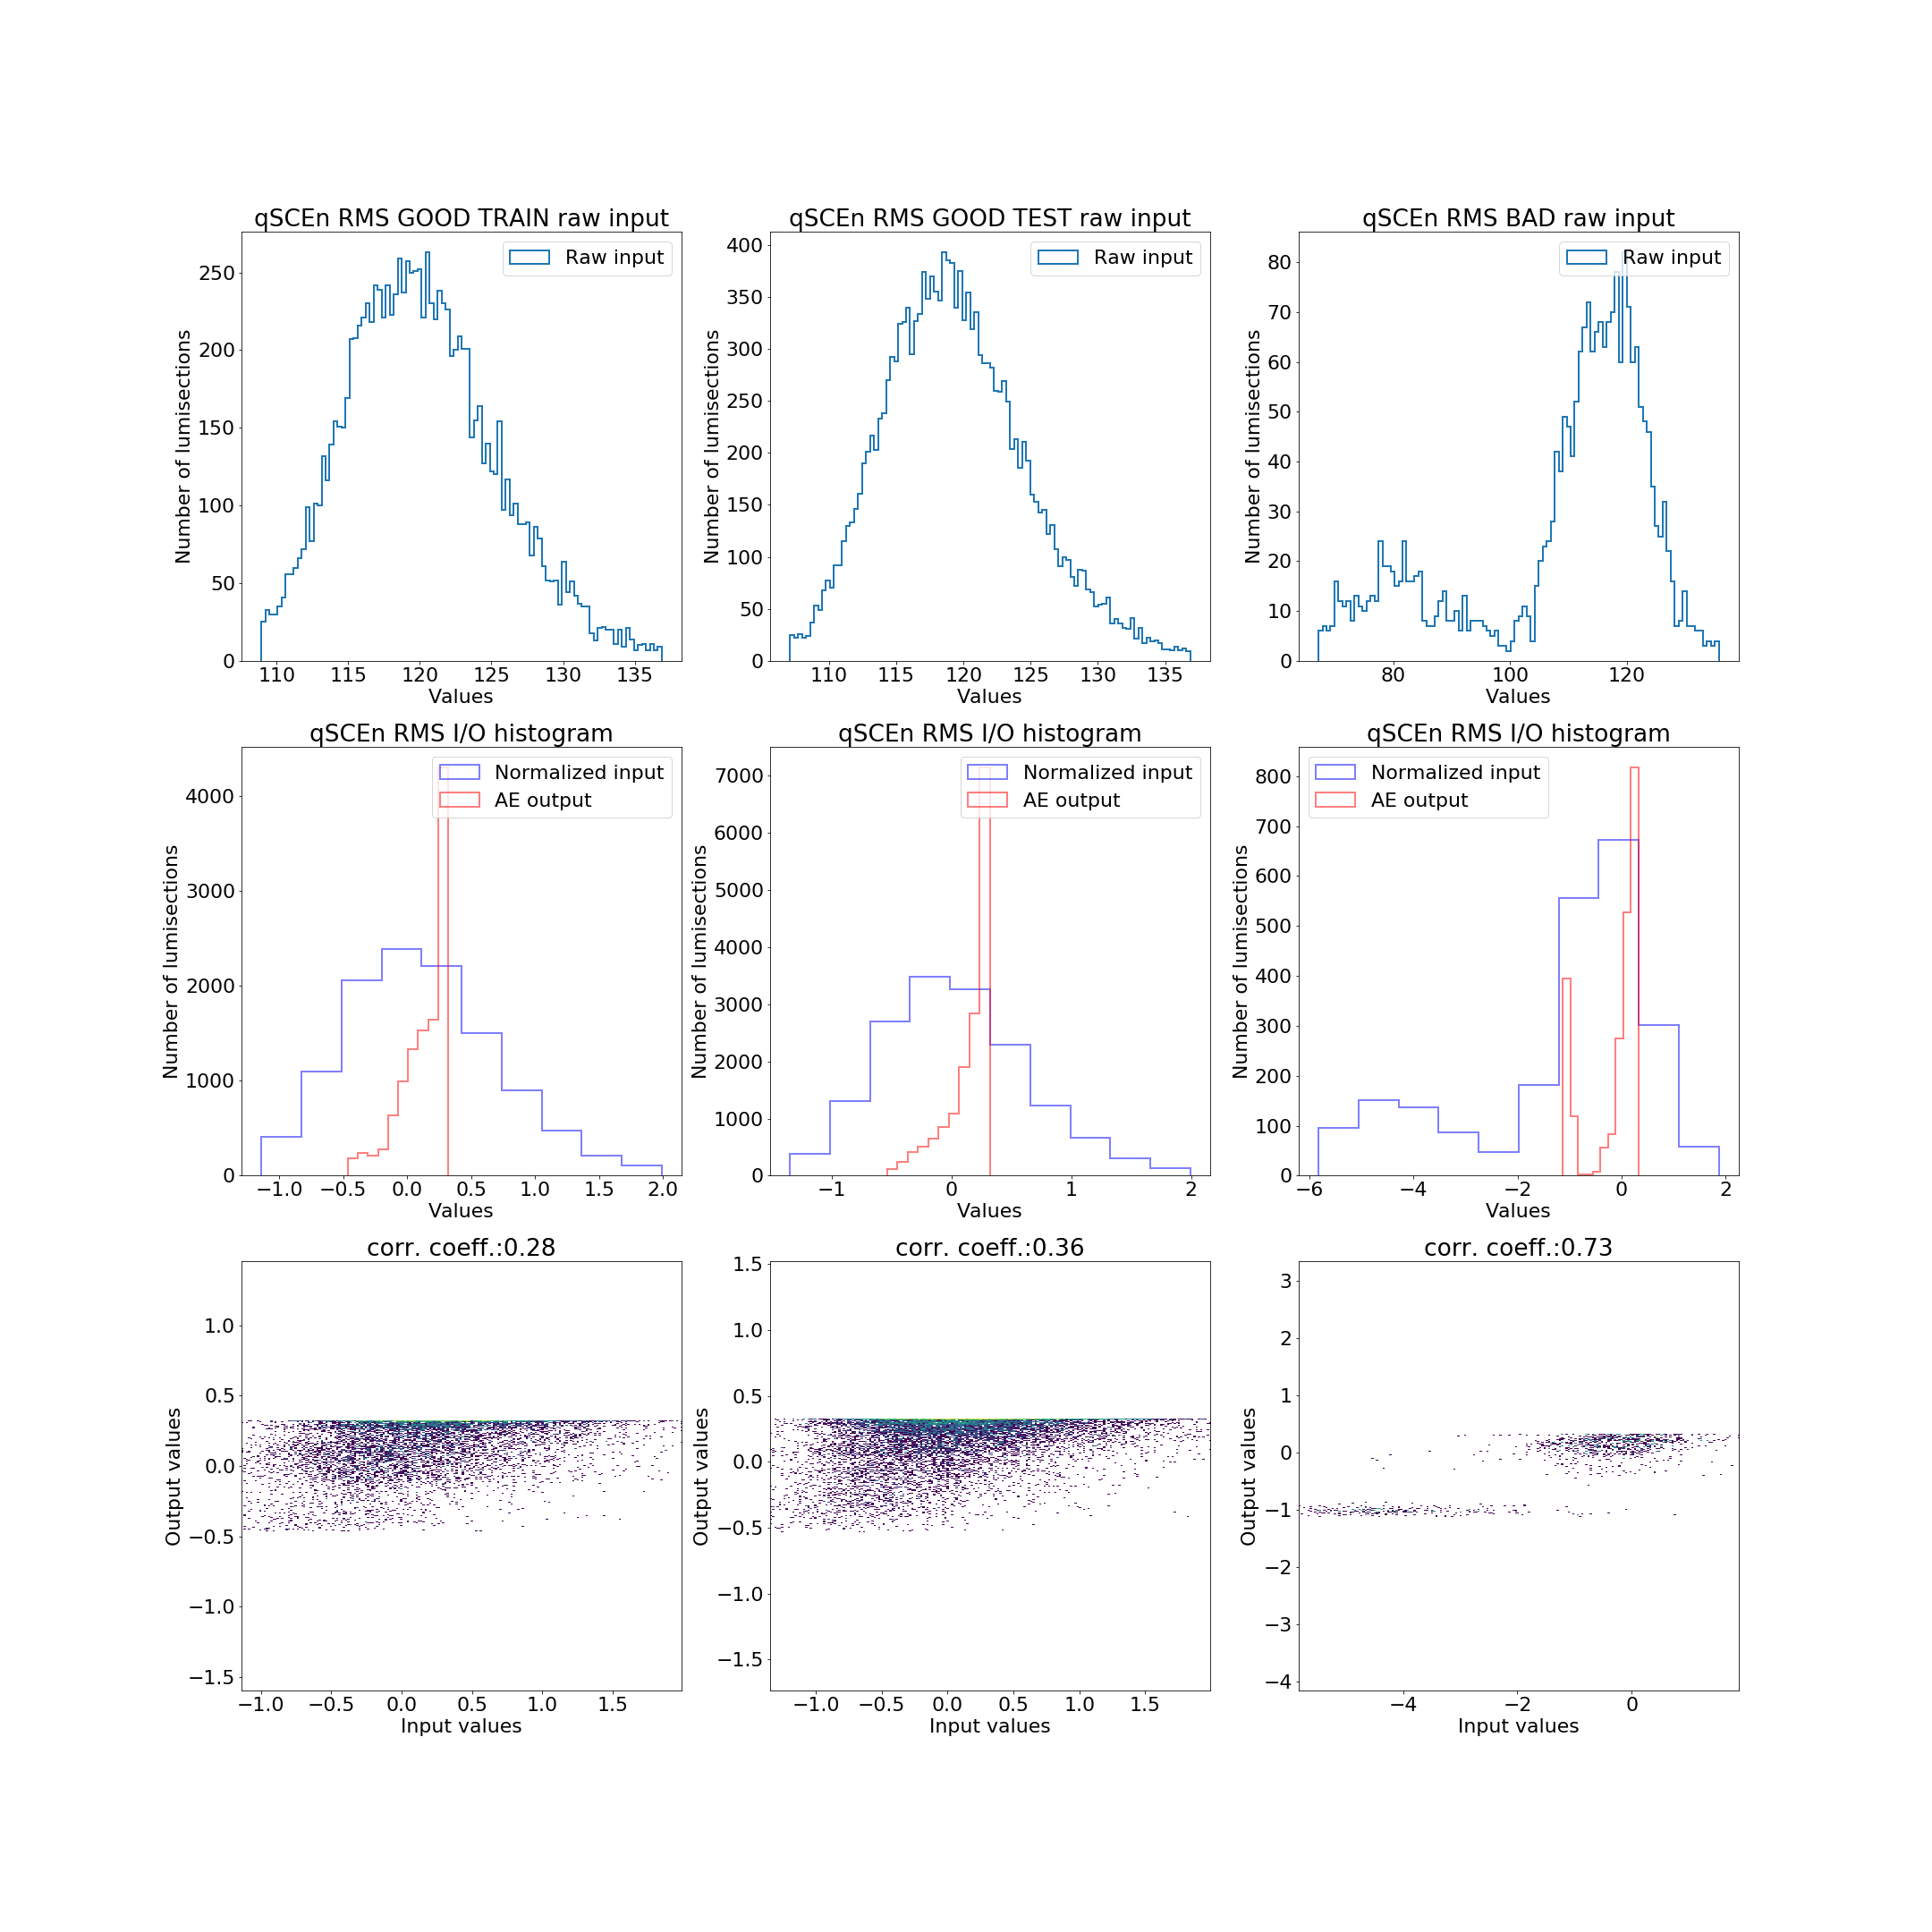 qSCEn RMS GOOD TRAIN raw input
Raw input
Number of lumisections
250
200
150
100
50
0
110 115 120 125 130 135
Values
qSCEn RMS GOOD TEST raw input
Raw input
Number of lumisections
400
350
300
250
200
150
100
50
0
110 115 120 125 130 135
Values
qSCEn RMS BAD raw input
Raw input
Number of lumisections
80
70
60
50
40
30
20
10
0
80 100 120
Values
qSCEn RMS I/O histogram
Normalized input
AE output
Number of lumisections
4000
3000
2000
1000
0
−1.0 −0.5 0.0 0.5 1.0 1.5 2.0
Values
qSCEn RMS I/O histogram
Normalized input
AE output
Number of lumisections
7000
6000
5000
4000
3000
2000
1000
0
−1 0 1 2
Values
qSCEn RMS I/O histogram
Normalized input
AE output
Number of lumisections
800
700
600
500
400
300
200
100
0
−6 −4 −2 0 2
Values
corr. coeff.:0.28
Output values
1.0
0.5
0.0
−0.5
−1.0
−1.5
−1.0 −0.5 0.0 0.5 1.0 1.5
Input values
corr. coeff.:0.36
Output values
1.5
1.0
0.5
0.0
−0.5
−1.0
−1.5
−1.0 −0.5 0.0 0.5 1.0 1.5
Input values
corr. coeff.:0.73
Output values
3
2
1
0
−1
−2
−3
−4
−4 −2 0
Input values